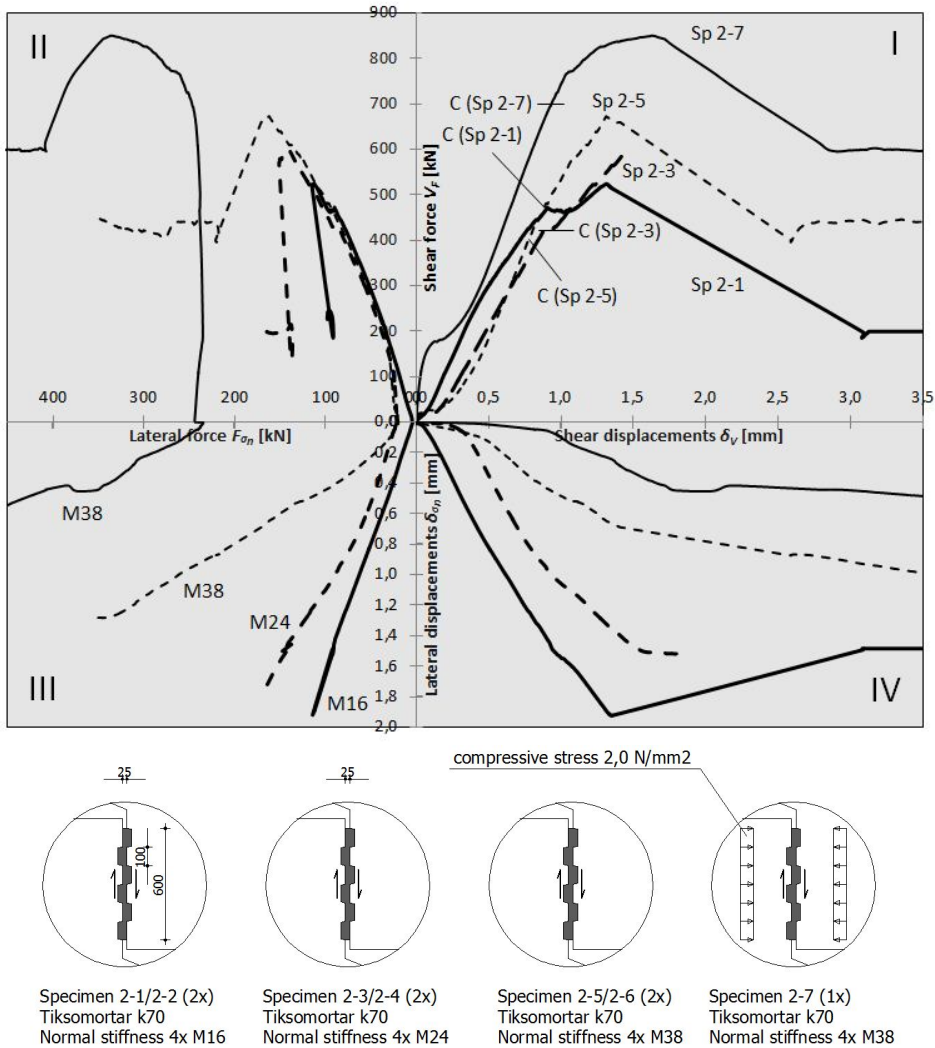 900
II
I
Sp 2-7
800
700
C (Sp 2-7)
Sp 2-5
C (Sp 2-1)
600
Sp 2-3
500
Shear force V_F [kN]
400
C (Sp 2-3)
300
C (Sp 2-5)
Sp 2-1
200
100
400 300 200 100 0,0 0,5 1,0 1,5 2,0 2,5 3,0 3,5
0,0
Lateral force F_σn [kN]
Shear displacements δ_V [mm]
0,2
0,4
M38
0,6
Lateral displacements δ_σn [mm]
0,8
1,0
M38
1,2
M24
1,4
1,6
III
IV
M16
1,8
2,0
compressive stress 2,0 N/mm2
25 25
100
600
Specimen 2-1/2-2 (2x)
Tiksomortar k70
Normal stiffness 4x M16
Specimen 2-3/2-4 (2x)
Tiksomortar k70
Normal stiffness 4x M24
Specimen 2-5/2-6 (2x)
Tiksomortar k70
Normal stiffness 4x M38
Specimen 2-7 (1x)
Tiksomortar k70
Normal stiffness 4x M38